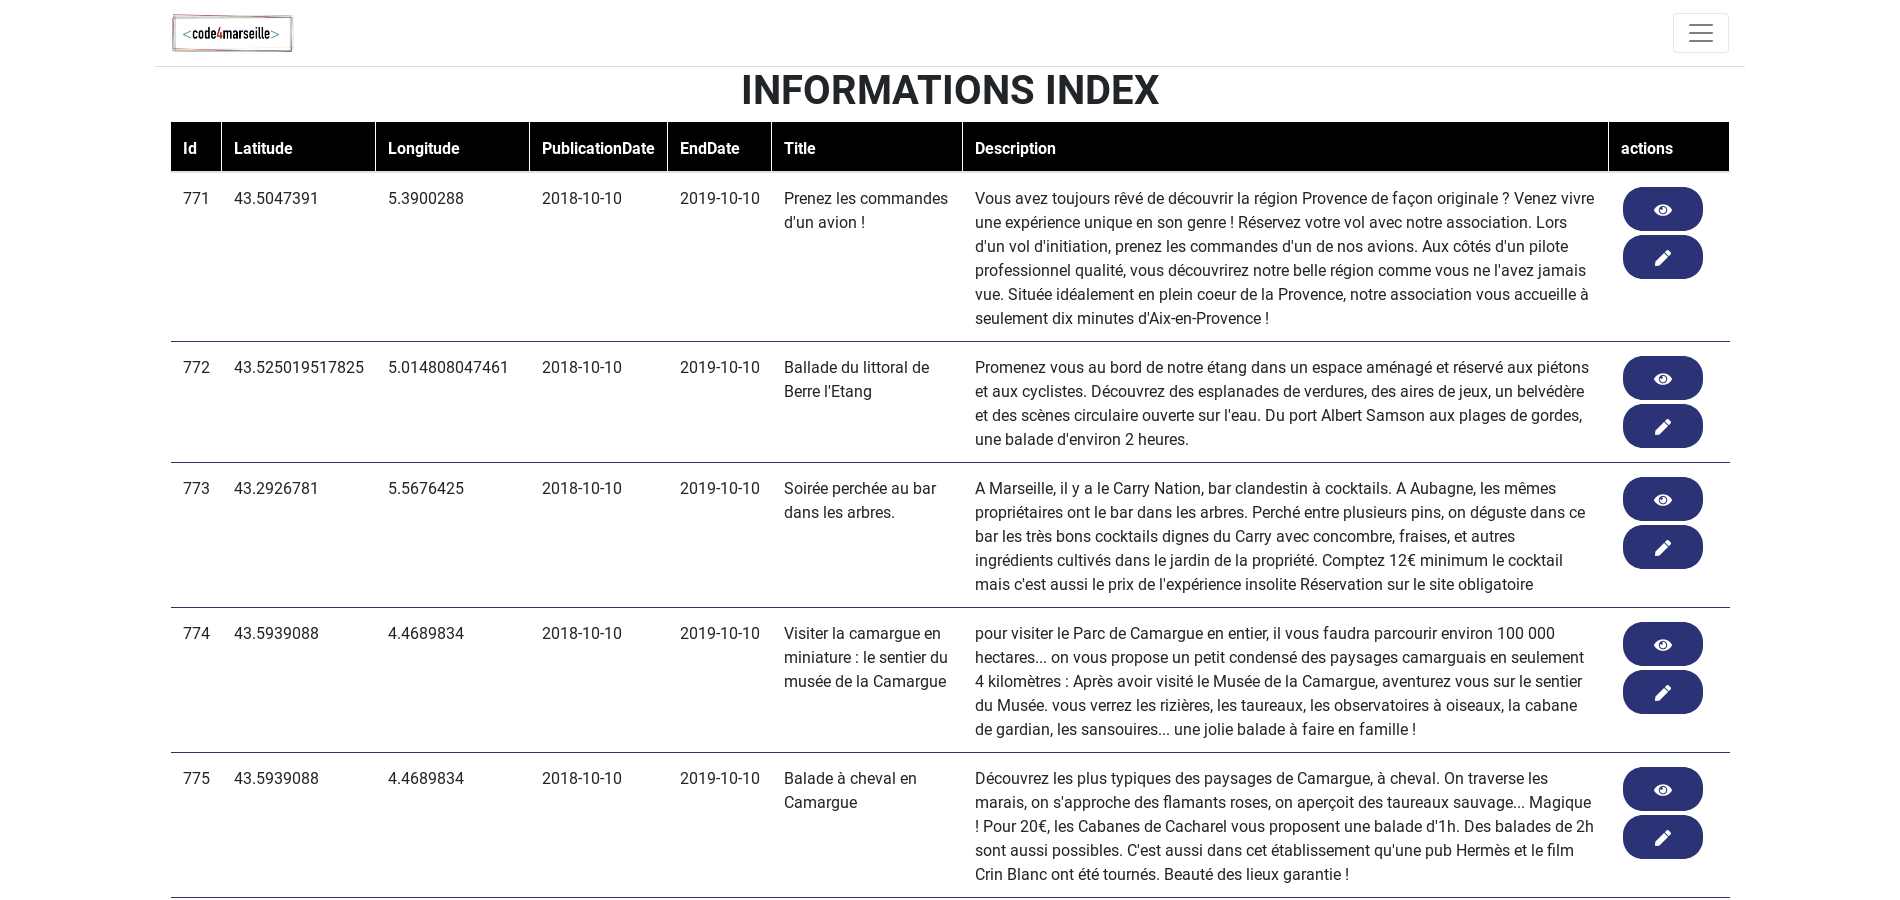 <code4marseille>
INFORMATIONS INDEX
Id Latitude Longitude PublicationDate EndDate Title Description actions
771 43.5047391 5.3900288 2018-10-10 2019-10-10 Prenez les commandes Vous avez toujours rêvé de découvrir la région Provence de façon originale ? Venez vivre
d'un avion ! une expérience unique en son genre ! Réservez votre vol avec notre association. Lors
d'un vol d'initiation, prenez les commandes d'un de nos avions. Aux côtés d'un pilote
professionnel qualité, vous découvrirez notre belle région comme vous ne l'avez jamais
vue. Située idéalement en plein coeur de la Provence, notre association vous accueille à
seulement dix minutes d'Aix-en-Provence !
772 43.525019517825 5.014808047461 2018-10-10 2019-10-10 Ballade du littoral de Promenez vous au bord de notre étang dans un espace aménagé et réservé aux piétons
Berre l'Etang et aux cyclistes. Découvrez des esplanades de verdures, des aires de jeux, un belvédère
et des scènes circulaire ouverte sur l'eau. Du port Albert Samson aux plages de gordes,
une balade d'environ 2 heures.
773 43.2926781 5.5676425 2018-10-10 2019-10-10 Soirée perchée au bar A Marseille, il y a le Carry Nation, bar clandestin à cocktails. A Aubagne, les mêmes
dans les arbres. propriétaires ont le bar dans les arbres. Perché entre plusieurs pins, on déguste dans ce
bar les très bons cocktails dignes du Carry avec concombre, fraises, et autres
ingrédients cultivés dans le jardin de la propriété. Comptez 12€ minimum le cocktail
mais c'est aussi le prix de l'expérience insolite Réservation sur le site obligatoire
774 43.5939088 4.4689834 2018-10-10 2019-10-10 Visiter la camargue en pour visiter le Parc de Camargue en entier, il vous faudra parcourir environ 100 000
miniature : le sentier du hectares... on vous propose un petit condensé des paysages camarguais en seulement
musée de la Camargue 4 kilomètres : Après avoir visité le Musée de la Camargue, aventurez vous sur le sentier
du Musée. vous verrez les rizières, les taureaux, les observatoires à oiseaux, la cabane
de gardian, les sansouires... une jolie balade à faire en famille !
775 43.5939088 4.4689834 2018-10-10 2019-10-10 Balade à cheval en Découvrez les plus typiques des paysages de Camargue, à cheval. On traverse les
Camargue marais, on s'approche des flamants roses, on aperçoit des taureaux sauvage... Magique
! Pour 20€, les Cabanes de Cacharel vous proposent une balade d'1h. Des balades de 2h
sont aussi possibles. C'est aussi dans cet établissement qu'une pub Hermès et le film
Crin Blanc ont été tournés. Beauté des lieux garantie !